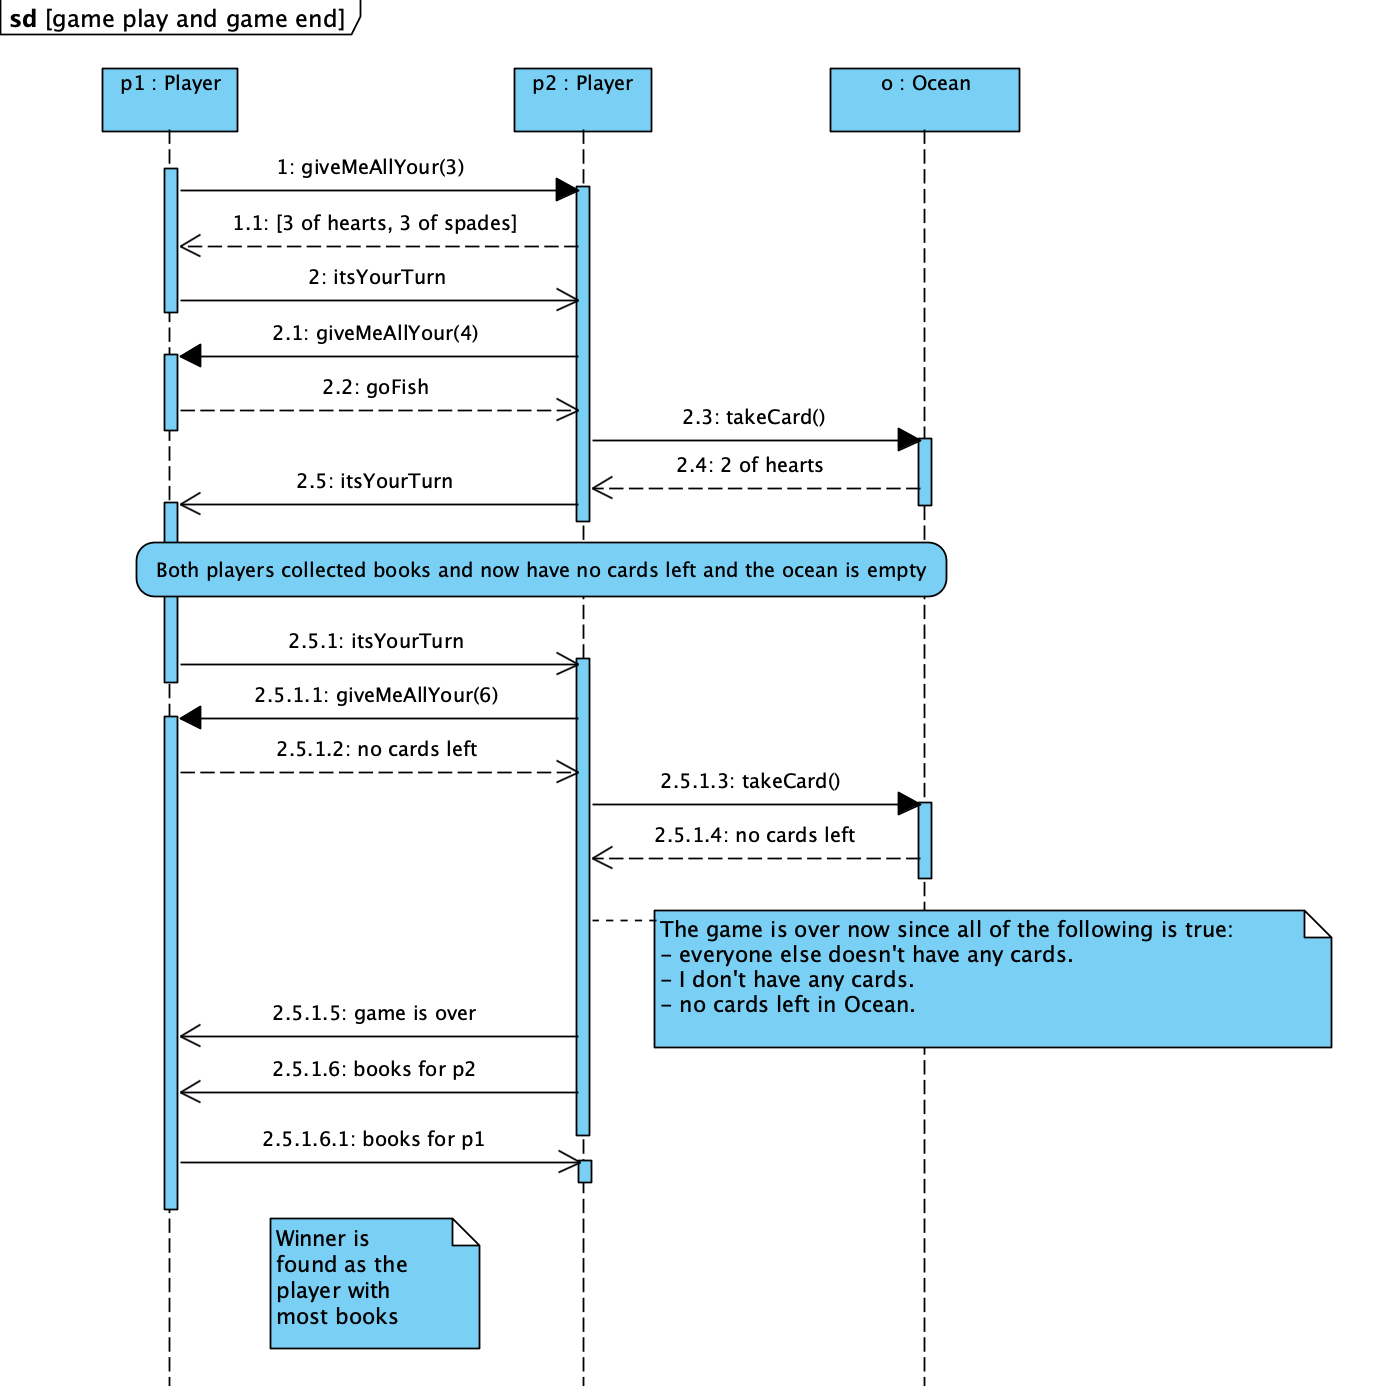 sd [game play and game end]
p1 : Player
p2 : Player
o : Ocean
1: giveMeAllYour(3)
1.1: [3 of hearts, 3 of spades]
2: itsYourTurn
2.1: giveMeAllYour(4)
2.2: goFish
2.3: takeCard()
2.4: 2 of hearts
2.5: itsYourTurn
Both players collected books and now have no cards left and the ocean is empty
2.5.1: itsYourTurn
2.5.1.1: giveMeAllYour(6)
2.5.1.2: no cards left
2.5.1.3: takeCard()
2.5.1.4: no cards left
The game is over now since all of the following is true:
- everyone else doesn't have any cards.
- I don't have any cards.
- no cards left in Ocean.
2.5.1.5: game is over
2.5.1.6: books for p2
2.5.1.6.1: books for p1
Winner is
found as the
player with
most books